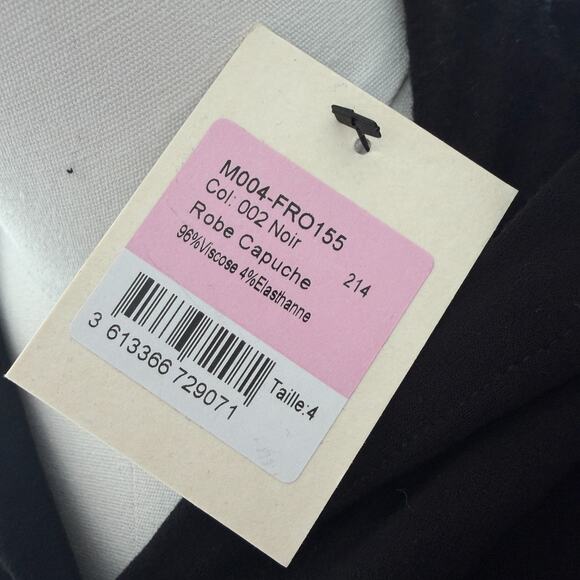 M004-FRO155
Col: 002 Noir
Robe Capuche 214
96%Viscose 4%Elasthanne
3 613366 729071
Taille:4